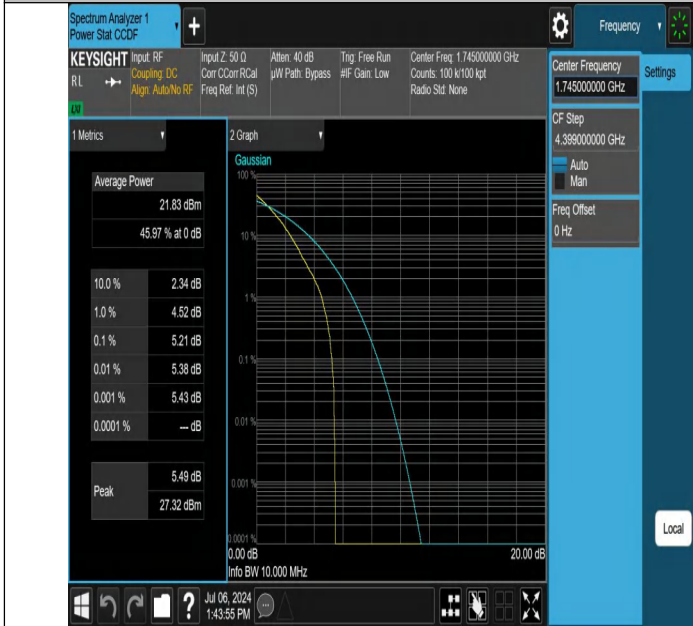 Spectrum Analyzer 1
Power Stat CCDF
+
Frequency
KEYSIGHT
RL
LXI
Input: RF
Coupling: DC
Align: Auto/No RF
Input Z: 50 Ω
Corr CCorr RCal
Freq Ref: Int (S)
Atten: 40 dB
µW Path: Bypass
Trig: Free Run
#IF Gain: Low
Center Freq: 1.745000000 GHz
Counts: 100 k/100 kpt
Radio Std: None
Center Frequency
1.745000000 GHz
Settings
CF Step
4.399000000 GHz
Auto
Man
Freq Offset
0 Hz
1 Metrics
Average Power
21.83 dBm
45.97 % at 0 dB
10.0 % 2.34 dB
1.0 % 4.52 dB
0.1 % 5.21 dB
0.01 % 5.38 dB
0.001 % 5.43 dB
0.0001 % --- dB
Peak
5.49 dB
27.32 dBm
2 Graph
Gaussian
100 %
10 %
1 %
0.1 %
0.01 %
0.001 %
0.0001 %
0.00 dB 20.00 dB
Info BW 10.000 MHz
Local
?
Jul 06, 2024
1:43:55 PM